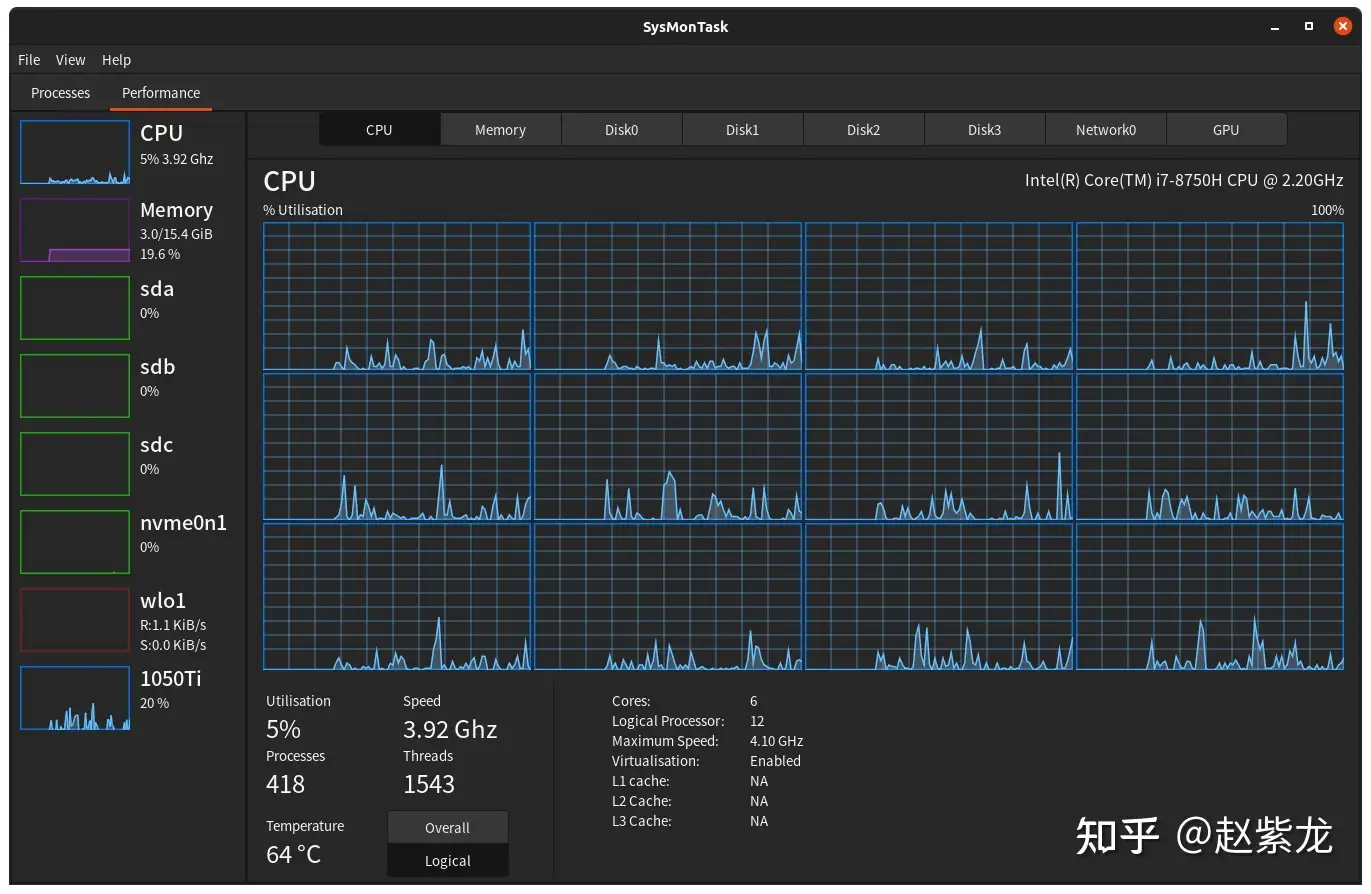 SysMonTask
File View Help
Processes Performance
CPU
5% 3.92 Ghz
Memory
3.0/15.4 GiB
19.6 %
sda
0%
sdb
0%
sdc
0%
nvme0n1
0%
wlo1
R:1.1 KiB/s
S:0.0 KiB/s
1050Ti
20 %
CPU Memory Disk0 Disk1 Disk2 Disk3 Network0 GPU
CPU Intel(R) Core(TM) i7-8750H CPU @ 2.20GHz
% Utilisation 100%
Utilisation Speed
5% 3.92 Ghz
Processes Threads
418 1543
Temperature Overall
64 °C Logical
Cores: 6
Logical Processor: 12
Maximum Speed: 4.10 GHz
Virtualisation: Enabled
L1 cache: NA
L2 Cache: NA
L3 Cache: NA
知乎 @赵紫龙